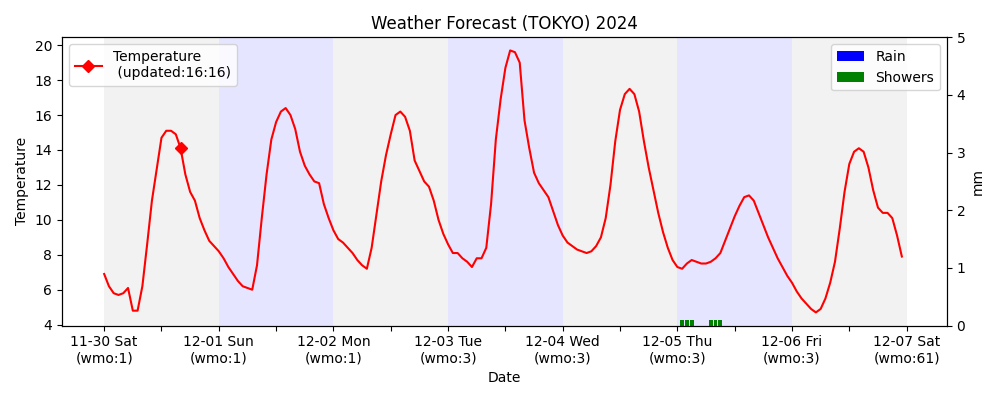 Weather Forecast (TOKYO) 2024
Temperature
(updated:16:16)
Rain
Showers
20
18
16
14
12
10
8
6
4
Temperature
5
4
3
2
1
0
mm
11-30 Sat
(wmo:1)
12-01 Sun
(wmo:1)
12-02 Mon
(wmo:1)
12-03 Tue
(wmo:3)
12-04 Wed
(wmo:3)
12-05 Thu
(wmo:3)
12-06 Fri
(wmo:3)
12-07 Sat
(wmo:61)
Date